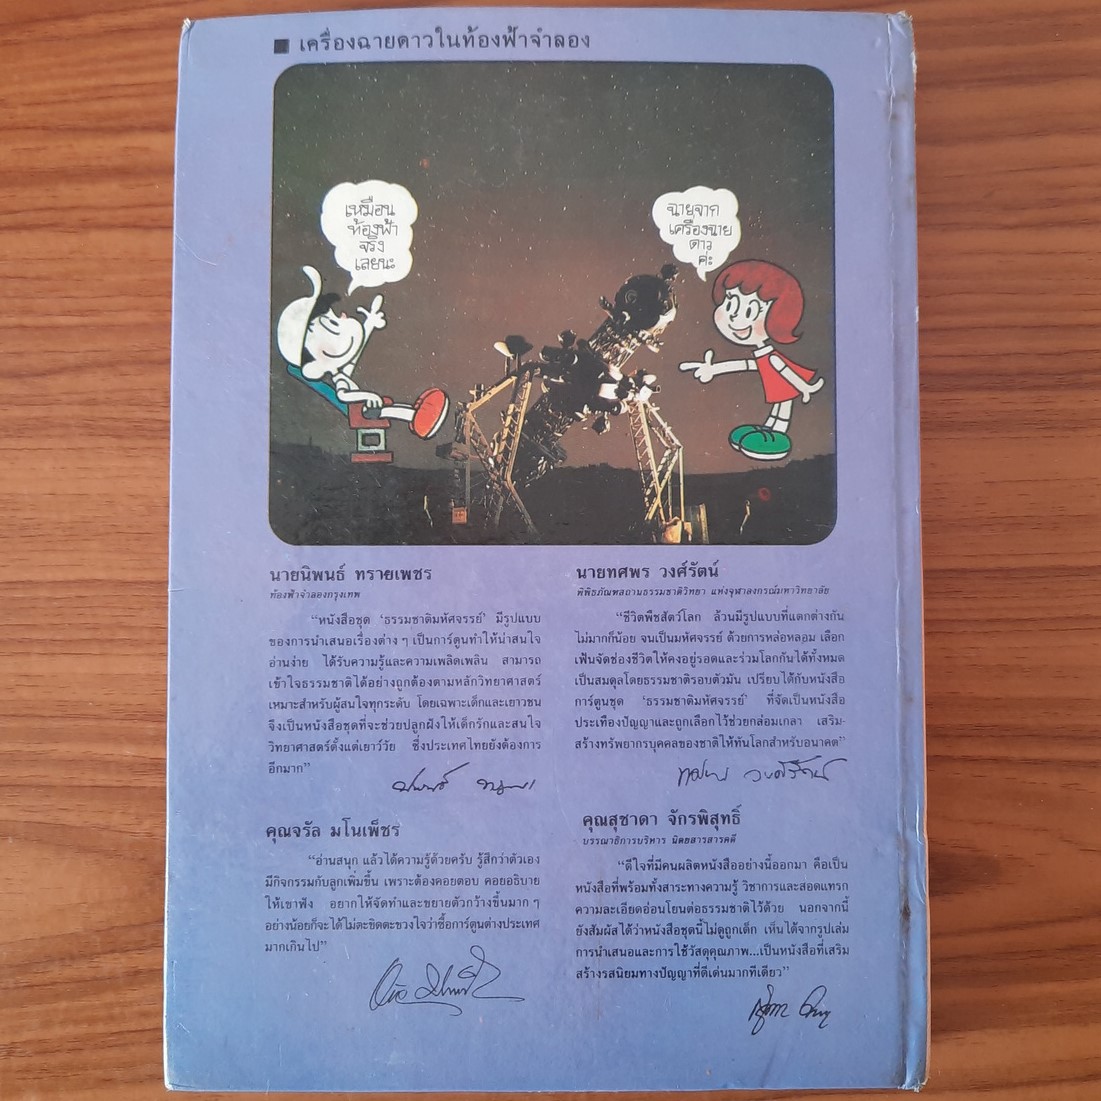 เครื่องฉายดาวในท้องฟ้าจำลอง
เหมือน
ท้องฟ้า
จริง
เลยนะ
ฉายจาก
เครื่องฉาย
ดาว
ค่ะ
นายนิพนธ์ ทรายเพชร
ท้องฟ้าจำลองกรุงเทพ
“หนังสือชุด ‘ธรรมชาติมหัศจรรย์’ มีรูปแบบ
ของการนำเสนอเรื่องต่าง ๆ เป็นการ์ตูนทำให้น่าสนใจ
อ่านง่าย ได้รับความรู้และความเพลิดเพลิน สามารถ
เข้าใจธรรมชาติได้อย่างถูกต้องตามหลักวิทยาศาสตร์
เหมาะสำหรับผู้สนใจทุกระดับ โดยเฉพาะเด็กและเยาวชน
จึงเป็นหนังสือชุดที่จะช่วยปลูกฝังให้เด็กรักและสนใจ
วิทยาศาสตร์ตั้งแต่เยาว์วัย ซึ่งประเทศไทยยังต้องการ
อีกมาก”
นายทศพร วงศ์รัตน์
พิพิธภัณฑสถานธรรมชาติวิทยา แห่งจุฬาลงกรณ์มหาวิทยาลัย
“ชีวิตพืชสัตว์โลก ล้วนมีรูปแบบที่แตกต่างกัน
ไม่มากก็น้อย จนเป็นมหัศจรรย์ ด้วยการหล่อหลอม เลือก
เฟ้นจัดช่องชีวิตให้คงอยู่รอดและร่วมโลกกันได้ทั้งหมด
เป็นสมดุลโดยธรรมชาติรอบตัวมัน เปรียบได้กับหนังสือ
การ์ตูนชุด ‘ธรรมชาติมหัศจรรย์’ ที่จัดเป็นหนังสือ
ประเทืองปัญญาและถูกเลือกไว้ช่วยกล่อมเกลา เสริม-
สร้างทรัพยากรบุคคลของชาติให้ทันโลกสำหรับอนาคต”
คุณจรัล มโนเพ็ชร
“อ่านสนุก แล้วได้ความรู้ด้วยครับ รู้สึกว่าตัวเอง
มีกิจกรรมกับลูกเพิ่มขึ้น เพราะต้องคอยตอบ คอยอธิบาย
ให้เขาฟัง อยากให้จัดทำและขยายตัวกว้างขึ้นมาก ๆ
อย่างน้อยก็จะได้ไม่ตะขิดตะขวงใจว่าซื้อการ์ตูนต่างประเทศ
มากเกินไป”
คุณสุชาดา จักรพิสุทธิ์
บรรณาธิการบริหาร นิตยสารสารคดี
“ดีใจที่มีคนผลิตหนังสืออย่างนี้ออกมา คือเป็น
หนังสือที่พร้อมทั้งสาระทางความรู้ วิชาการและสอดแทรก
ความละเอียดอ่อนโยนต่อธรรมชาติไว้ด้วย นอกจากนี้
ยังสัมผัสได้ว่าหนังสือชุดนี้ไม่ดูถูกเด็ก เห็นได้จากรูปเล่ม
การนำเสนอและการใช้วัสดุคุณภาพ...เป็นหนังสือที่เสริม
สร้างรสนิยมทางปัญญาที่ดีเด่นมากทีเดียว”